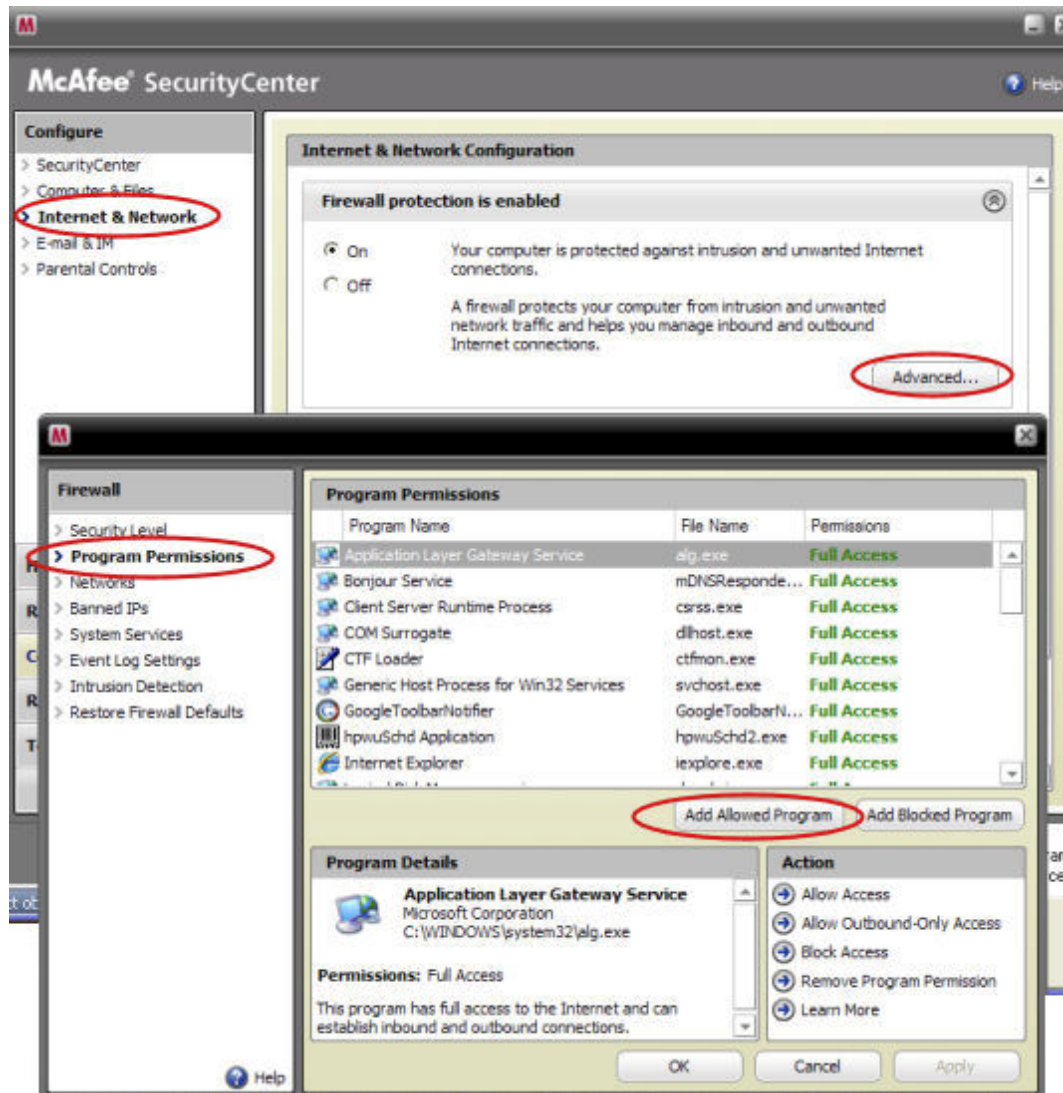 McAfee® SecurityCenter
Help
Configure
> SecurityCenter
> Computer & Files
> Internet & Network
> E-mail & IM
> Parental Controls
Internet & Network Configuration
Firewall protection is enabled
On
Your computer is protected against intrusion and unwanted Internet
connections.
Off
A firewall protects your computer from intrusion and unwanted
network traffic and helps you manage inbound and outbound
Internet connections.
Advanced...
Firewall
> Security Level
> Program Permissions
> Networks
> Banned IPs
> System Services
> Event Log Settings
> Intrusion Detection
> Restore Firewall Defaults
Help
Program Permissions
Program Name File Name Permissions
Application Layer Gateway Service alg.exe Full Access
Bonjour Service mDNSResponde... Full Access
Client Server Runtime Process csrss.exe Full Access
COM Surrogate dllhost.exe Full Access
CTF Loader ctfmon.exe Full Access
Generic Host Process for Win32 Services svchost.exe Full Access
GoogleToolbarNotifier GoogleToolbarN... Full Access
hpwuSchd Application hpwuSchd2.exe Full Access
Internet Explorer iexplore.exe Full Access
Add Allowed Program Add Blocked Program
Program Details
Application Layer Gateway Service
Microsoft Corporation
C:\WINDOWS\system32\alg.exe
Permissions: Full Access
This program has full access to the Internet and can
establish inbound and outbound connections.
Action
Allow Access
Allow Outbound-Only Access
Block Access
Remove Program Permission
Learn More
OK Cancel Apply